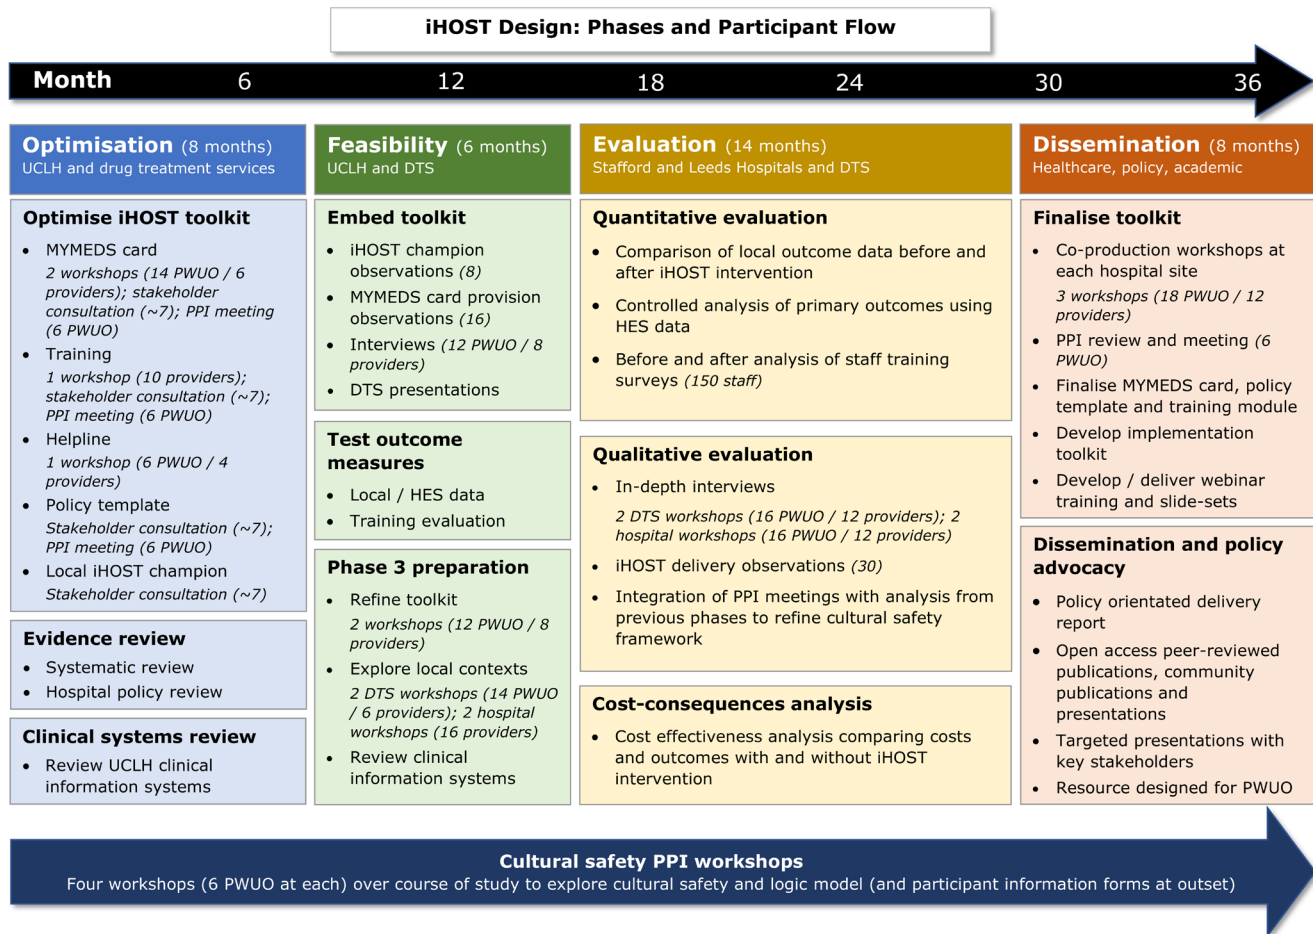 iHOST Design: Phases and Participant Flow
Month 6 12 18 24 30 36
Optimisation (8 months)
UCLH and drug treatment services
Optimise iHOST toolkit
• MYMEDS card
2 workshops (14 PWUO / 6
providers); stakeholder
consultation (~7); PPI meeting
(6 PWUO)
• Training
1 workshop (10 providers);
stakeholder consultation (~7);
PPI meeting (6 PWUO)
• Helpline
1 workshop (6 PWUO / 4
providers)
• Policy template
Stakeholder consultation (~7);
PPI meeting (6 PWUO)
• Local iHOST champion
Stakeholder consultation (~7)
Evidence review
• Systematic review
• Hospital policy review
Clinical systems review
• Review UCLH clinical
information systems
Feasibility (6 months)
UCLH and DTS
Embed toolkit
• iHOST champion
observations (8)
• MYMEDS card provision
observations (16)
• Interviews (12 PWUO / 8
providers)
• DTS presentations
Test outcome
measures
• Local / HES data
• Training evaluation
Phase 3 preparation
• Refine toolkit
2 workshops (12 PWUO / 8
providers)
• Explore local contexts
2 DTS workshops (14 PWUO
/ 6 providers); 2 hospital
workshops (16 providers)
• Review clinical
information systems
Evaluation (14 months)
Stafford and Leeds Hospitals and DTS
Quantitative evaluation
• Comparison of local outcome data before and
after iHOST intervention
• Controlled analysis of primary outcomes using
HES data
• Before and after analysis of staff training
surveys (150 staff)
Qualitative evaluation
• In-depth interviews
2 DTS workshops (16 PWUO / 12 providers); 2
hospital workshops (16 PWUO / 12 providers)
• iHOST delivery observations (30)
• Integration of PPI meetings with analysis from
previous phases to refine cultural safety
framework
Cost-consequences analysis
• Cost effectiveness analysis comparing costs
and outcomes with and without iHOST
intervention
Dissemination (8 months)
Healthcare, policy, academic
Finalise toolkit
• Co-production workshops at
each hospital site
3 workshops (18 PWUO / 12
providers)
• PPI review and meeting (6
PWUO)
• Finalise MYMEDS card, policy
template and training module
• Develop implementation
toolkit
• Develop / deliver webinar
training and slide-sets
Dissemination and policy
advocacy
• Policy orientated delivery
report
• Open access peer-reviewed
publications, community
publications and
presentations
• Targeted presentations with
key stakeholders
• Resource designed for PWUO
Cultural safety PPI workshops
Four workshops (6 PWUO at each) over course of study to explore cultural safety and logic model (and participant information forms at outset)